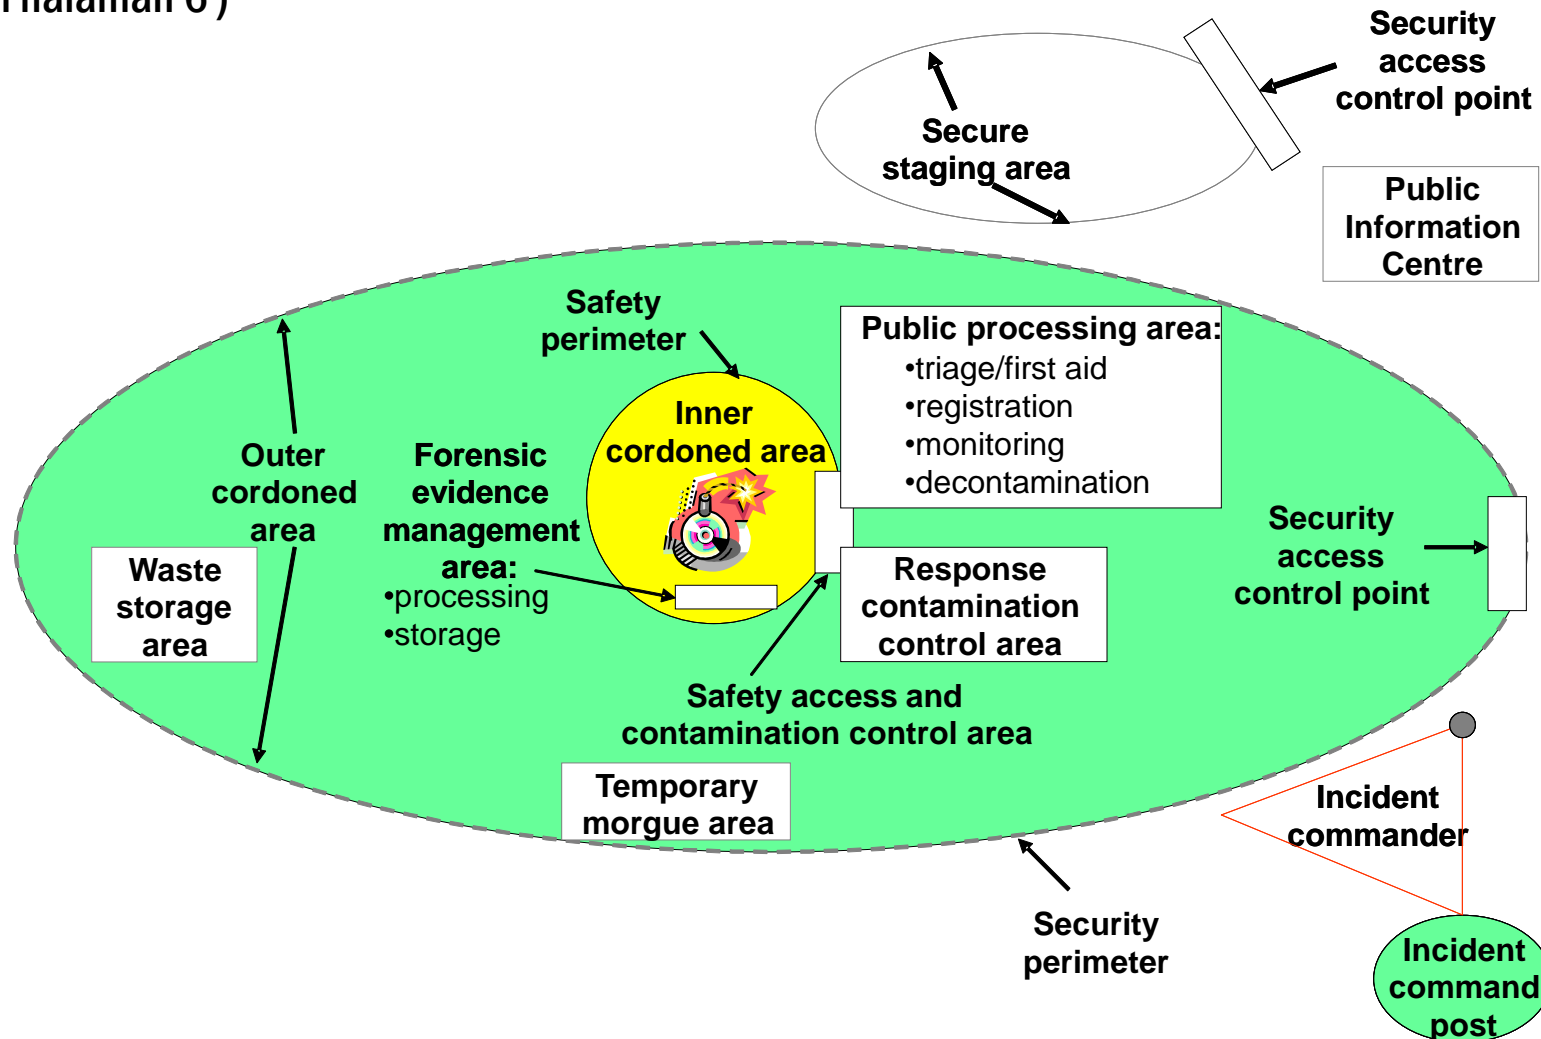 halaman 6 )
Security
access
control point
Secure
staging area
Public
Information
Centre
Safety
perimeter
Public processing area:
•triage/first aid
•registration
•monitoring
•decontamination
Inner
cordoned area
Outer
cordoned
area
Forensic
evidence
management
area:
•processing
•storage
Security
access
control point
Waste
storage
area
Response
contamination
control area
Safety access and
contamination control area
Temporary
morgue area
Incident
commander
Security
perimeter
Incident
command
post